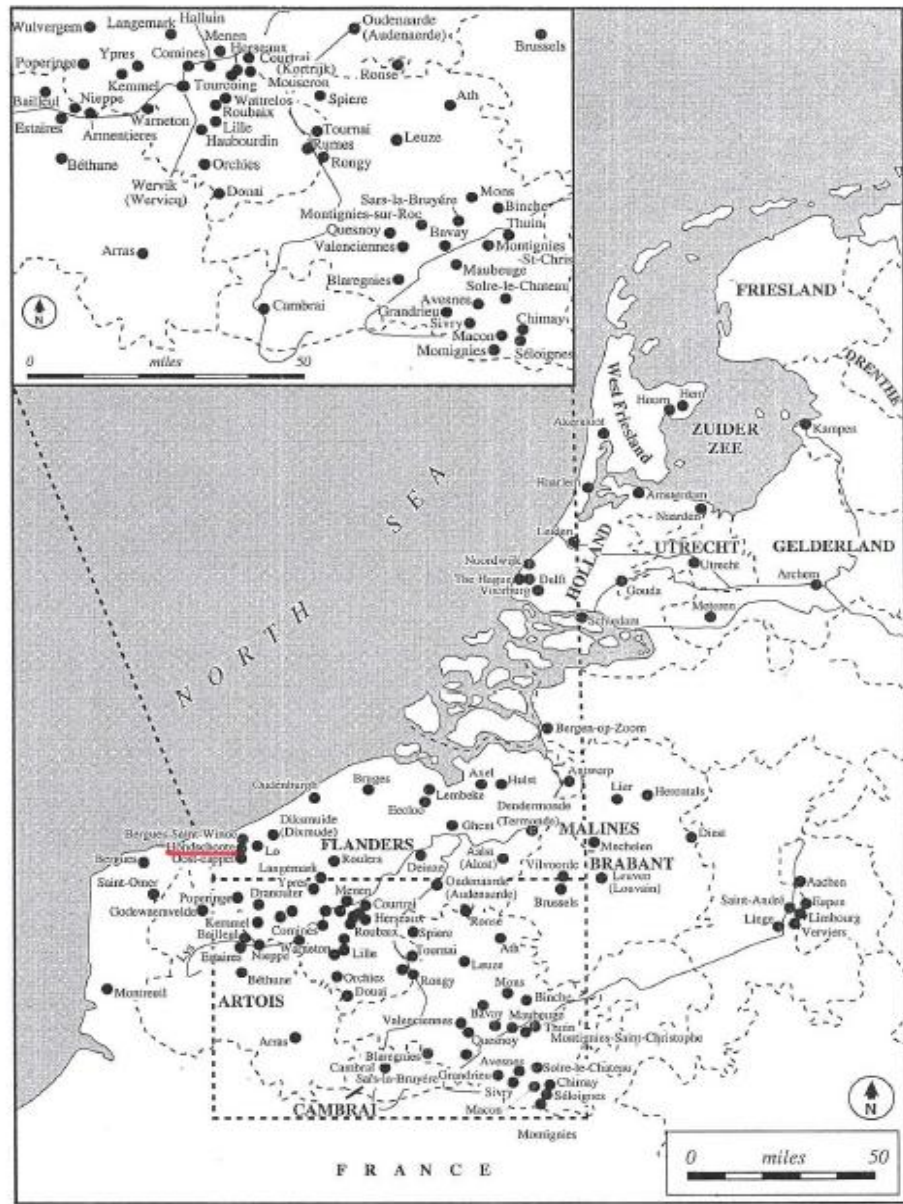 Wulvergem
Langemark
Halluin
Menen
Oudenaarde
(Audenaerde)
Brussels
Poperinge
Ypres
Comines
Herseaux
Courtrai
(Kortrijk)
Ronse
Kemmel
Tourcoing
Mouscron
Bailleul
Nieppe
Wattrelos
Spiere
Ath
Estaires
Armentieres
Warneton
Roubaix
Lille
Haubourdin
Tournai
Rumes
Leuze
Béthune
Orchies
Rongy
Wervik
(Wervicq)
Douai
Mons
Sars-la-Bruyére
Binche
Montignies-sur-Roc
Thuin
Quesnoy
Bavay
Arras
Valenciennes
Montignies
-St-Chris
Maubeuge
Blaregnies
Solre-le-Chateau
Avesnes
Cambrai
Grandrieu
Chimay
Sivry
Macon
Séloignes
Momignies
N
0 miles 50
FRIESLAND
DRENTHE
West Friesland
Hoorn
Hem
ZUIDER
ZEE
Kampen
Amsterdam
Naarden
Leiden
HOLLAND
UTRECHT
GELDERLAND
Noordwijk
Utrecht
The Hague
Delft
Voorburg
Gouda
Arnhem
Schiedam
NORTH SEA
Bergen-op-Zoom
Oudenburgh
Bruges
Axel
Hulst
Antwerp
Lier
Herentals
Eecloo
Lembeke
Diksmuide
(Dixmude)
Dendermonde
(Termonde)
Bergues-Saint-Winoc
Hondschoote
Oost-cappel
Lo
FLANDERS
Ghent
MALINES
Mechelen
Diest
Bergues
Roulers
Deinze
Aalst
(Alost)
Vilvoorde
BRABANT
Langemark
Saint-Omer
Ypres
Leuven
(Louvain)
Aachen
Poperinge
Dranouter
Menen
Oudenaarde
(Audenaarde)
Brussels
Godewaersvelde
Courtrai
Saint-André
Eupen
Kemmel
Herseaux
Ronse
Limbourg
Bailleul
Comines
Roubaix
Spiere
Liege
Verviers
Lys
Warneton
Ath
Estaires
Nieppe
Lille
Tournai
Leuze
Béthune
Orchies
Rongy
Montreuil
ARTOIS
Douai
Mons
Binche
Bavay
Maubeuge
Valenciennes
Thuin
Arras
Quesnoy
Montignies-Saint-Christophe
Blaregnies
Avesnes
Cambrai
Sars-la-Bruyére
Grandrieu
Solre-le-Chateau
Sivry
Chimay
Séloignes
CAMBRAI
Macon
Momignies
FRANCE
N
0 miles 50